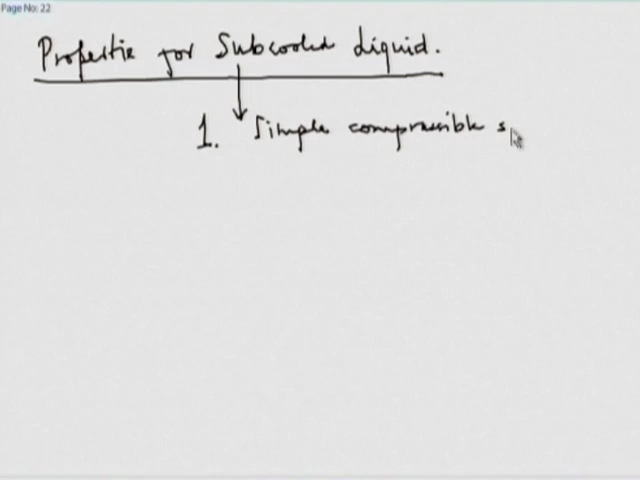 Page No: 22
Propertie for Subcooled Liquid.
1. Simple compressible s